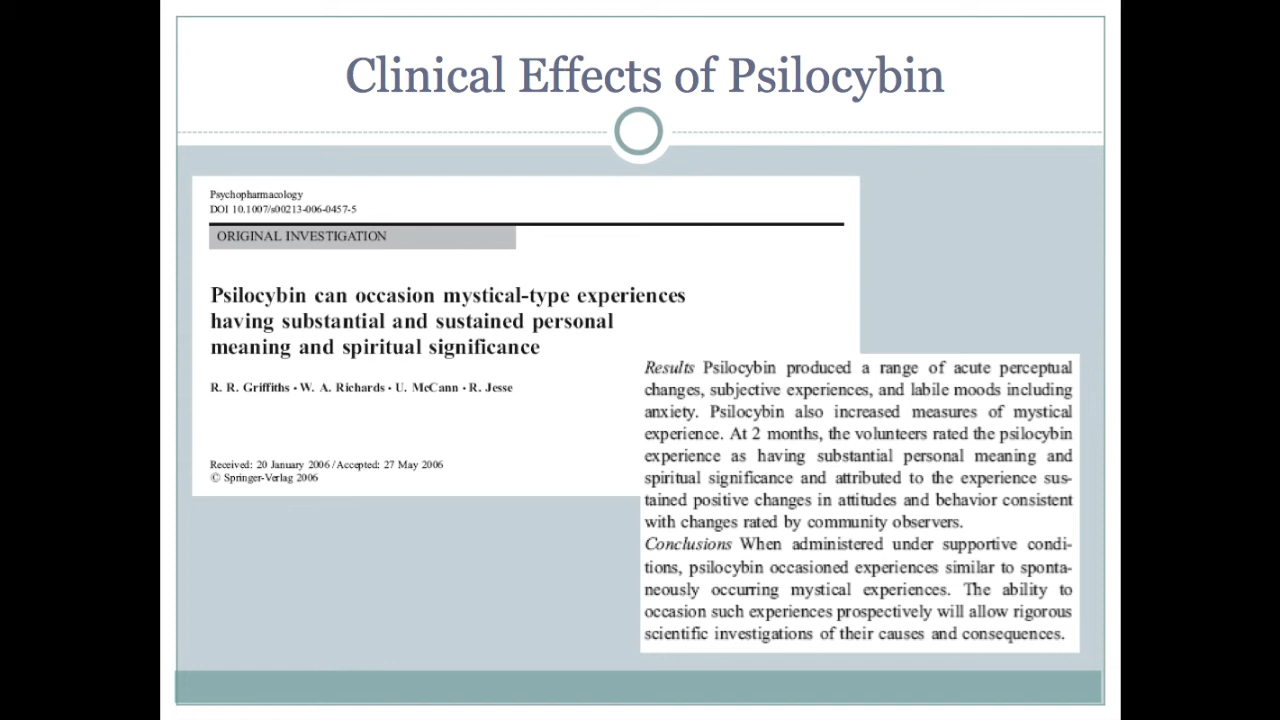 Clinical Effects of Psilocybin
Psychopharmacology
DOI 10.1007/s00213-006-0457-5
ORIGINAL INVESTIGATION
Psilocybin can occasion mystical-type experiences
having substantial and sustained personal
meaning and spiritual significance
R. R. Griffiths • W. A. Richards • U. McCann • R. Jesse
Received: 20 January 2006 / Accepted: 27 May 2006
© Springer-Verlag 2006
Results Psilocybin produced a range of acute perceptual
changes, subjective experiences, and labile moods including
anxiety. Psilocybin also increased measures of mystical
experience. At 2 months, the volunteers rated the psilocybin
experience as having substantial personal meaning and
spiritual significance and attributed to the experience sus-
tained positive changes in attitudes and behavior consistent
with changes rated by community observers.
Conclusions When administered under supportive condi-
tions, psilocybin occasioned experiences similar to sponta-
neously occurring mystical experiences. The ability to
occasion such experiences prospectively will allow rigorous
scientific investigations of their causes and consequences.